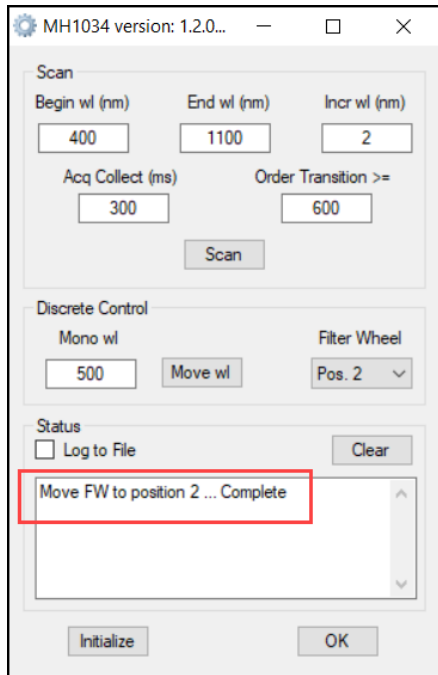 MH1034 version: 1.2.0...
Scan
Begin wl (nm) End wl (nm) Incr wl (nm)
400 1100 2
Acq Collect (ms) Order Transition >=
300 600
Scan
Discrete Control
Mono wl Filter Wheel
500 Move wl Pos. 2
Status
Log to File Clear
Move FW to position 2 ... Complete
Initialize OK